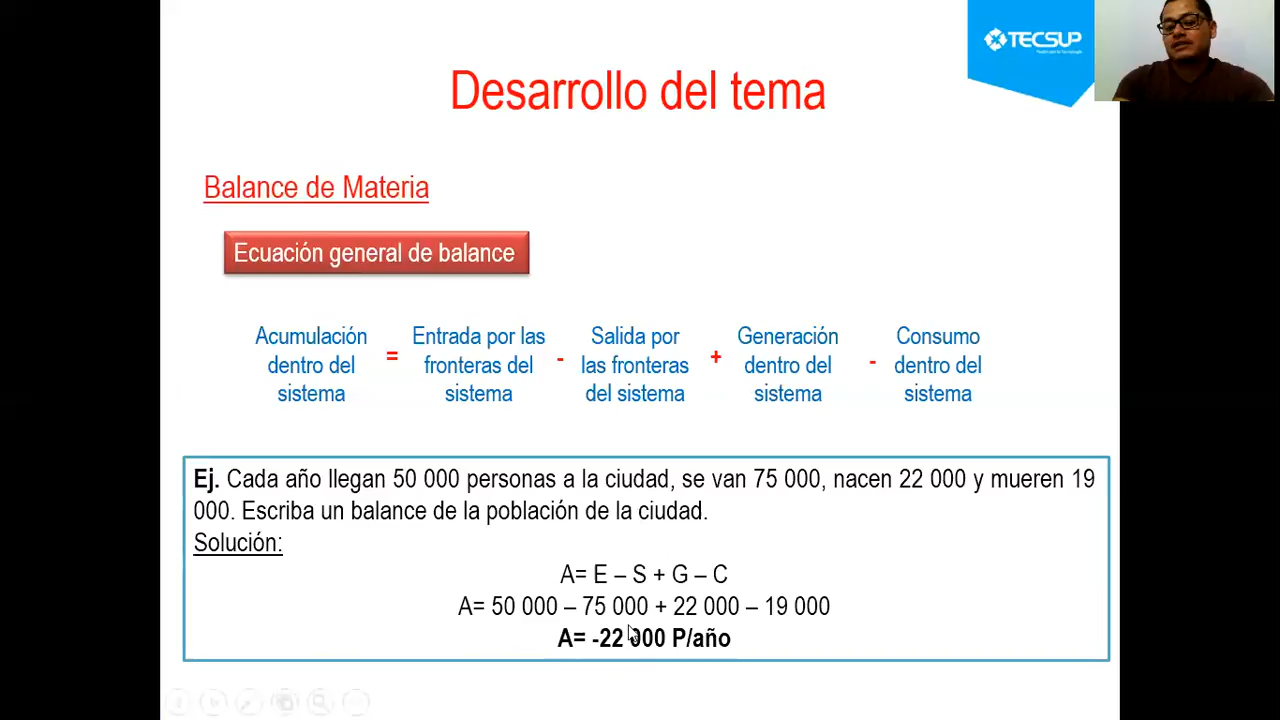 TECSUP
Desarrollo del tema
Balance de Materia
Ecuación general de balance
Acumulación dentro del sistema = Entrada por las fronteras del sistema - Salida por las fronteras del sistema + Generación dentro del sistema - Consumo dentro del sistema
Ej. Cada año llegan 50 000 personas a la ciudad, se van 75 000, nacen 22 000 y mueren 19
000. Escriba un balance de la población de la ciudad.
Solución:
A= E – S + G – C
A= 50 000 – 75 000 + 22 000 – 19 000
A= -22 000 P/año